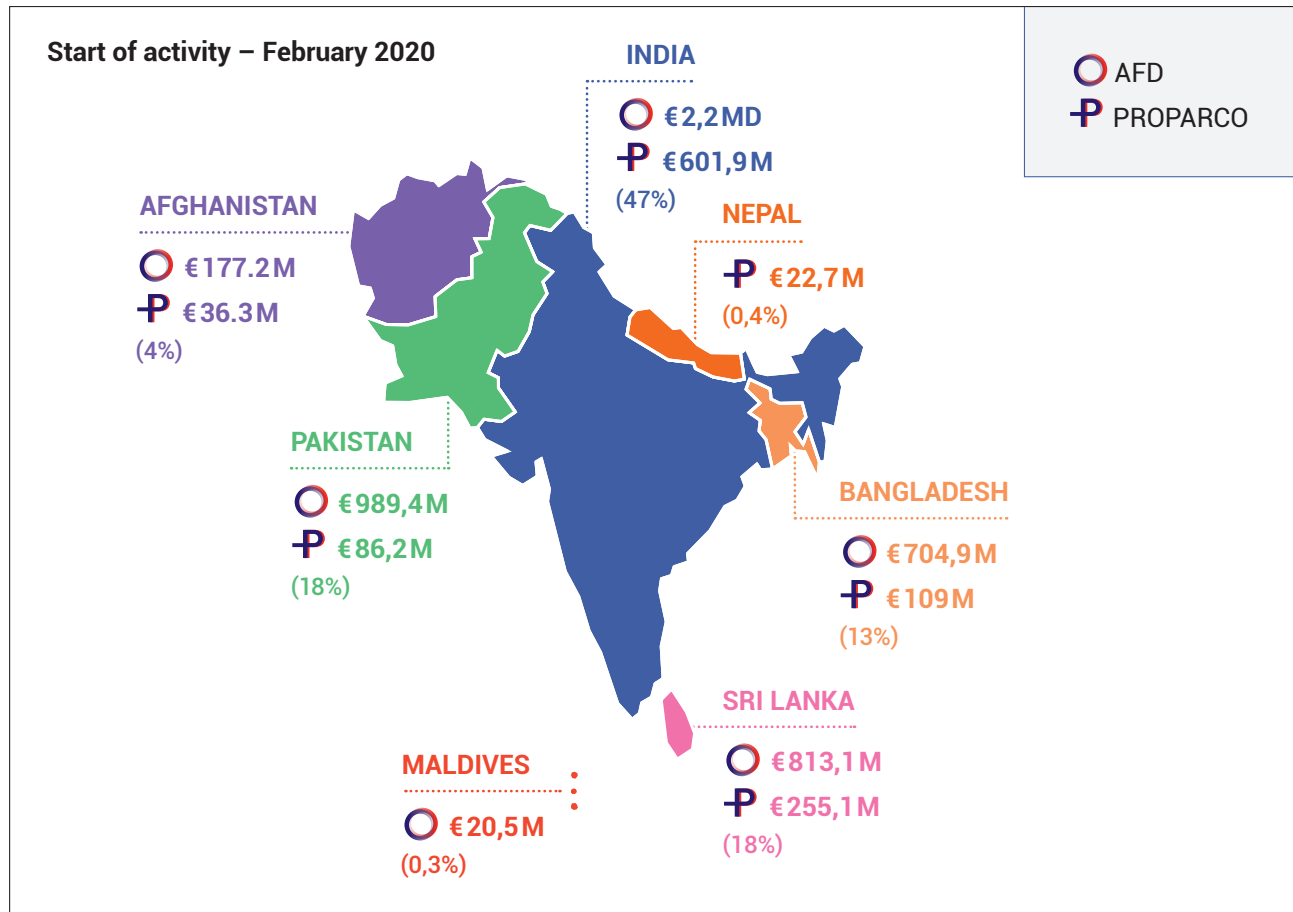 Start of activity – February 2020
AFD
PROPARCO
INDIA
€2,2MD
€601,9M
(47%)
AFGHANISTAN
€177.2M
€36.3M
(4%)
NEPAL
€22,7M
(0,4%)
PAKISTAN
€989,4M
€86,2M
(18%)
BANGLADESH
€704,9M
€109M
(13%)
SRI LANKA
€813,1M
€255,1M
(18%)
MALDIVES
€20,5M
(0,3%)